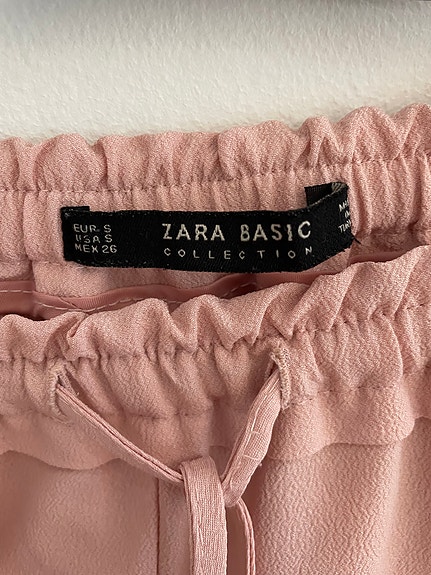 EUR S
USA S
MEX 26
ZARA BASIC
COLLECTION